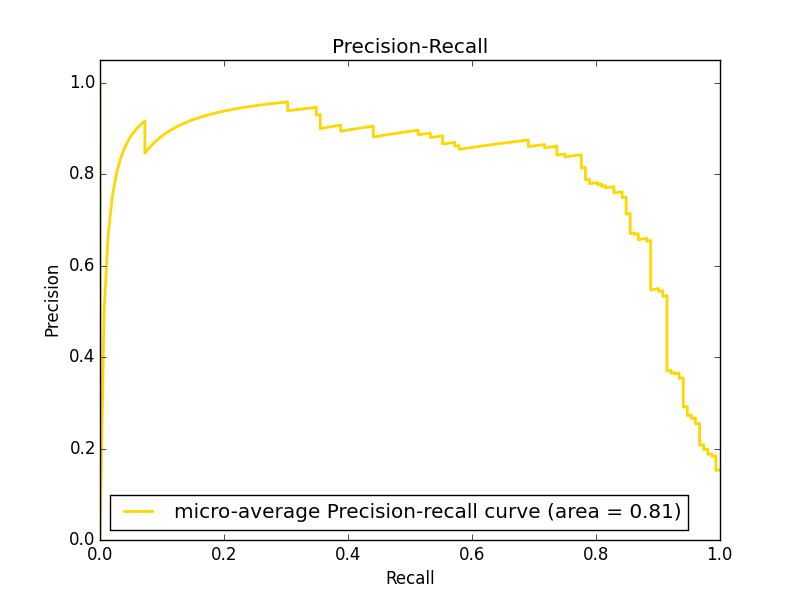 Precision-Recall
1.0
0.8
0.6
0.4
0.2
0.0
Precision
micro-average Precision-recall curve (area = 0.81)
0.0 0.2 0.4 0.6 0.8 1.0
Recall